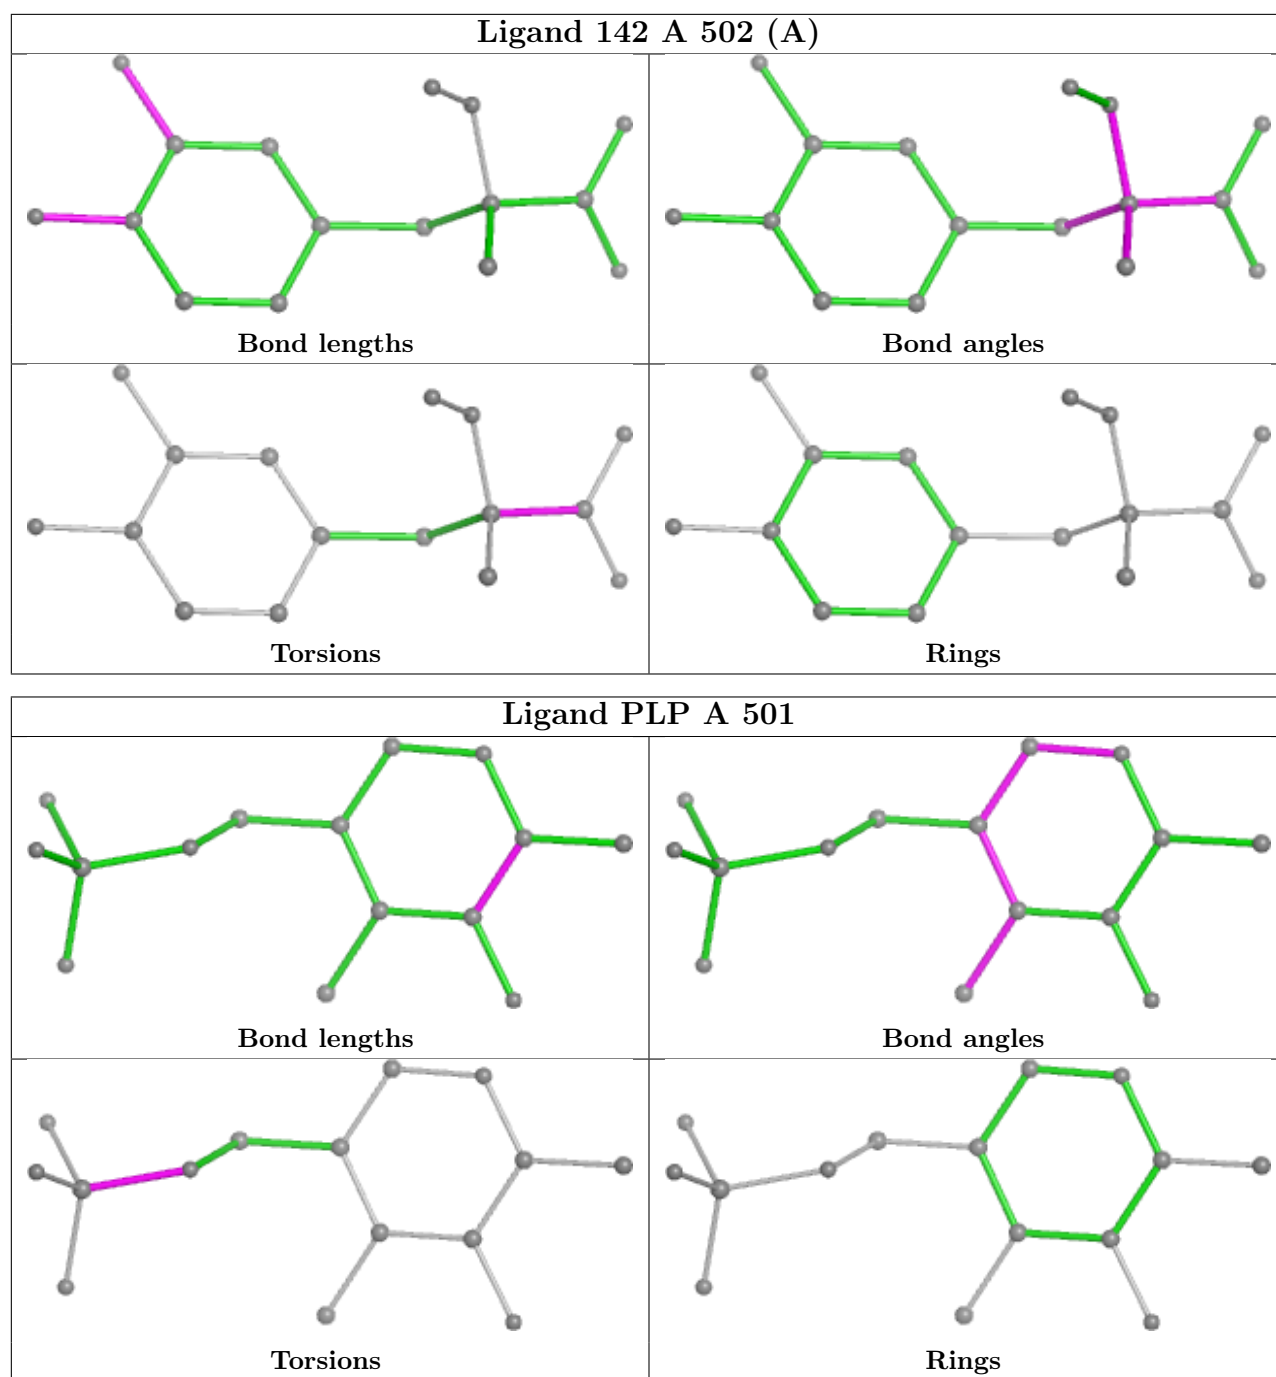 Ligand 142 A 502 (A)
Bond lengths
Bond angles
Torsions
Rings
Ligand PLP A 501
Bond lengths
Bond angles
Torsions
Rings